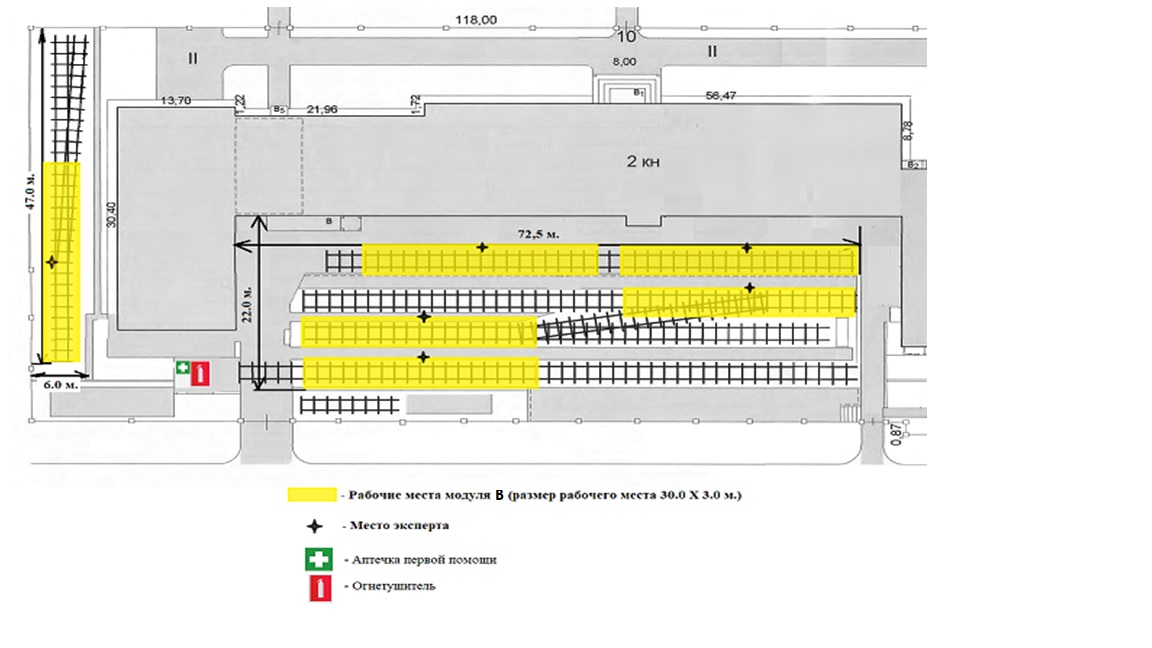 118,00
10
II
II
8,00
В₁
13,70
1,22
В₅
21,96
1,72
56,47
8,78
2 кн
В₂
47.0 м.
30,40
В
72,5 м.
22.0 м.
6.0 м.
0,87
- Рабочие места модуля В (размер рабочего места 30.0 X 3.0 м.)
- Место эксперта
- Аптечка первой помощи
- Огнетушитель